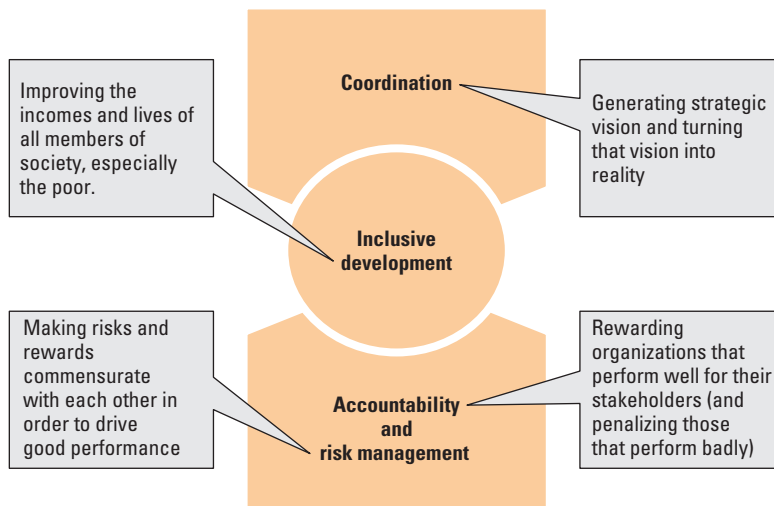 Coordination
Improving the
incomes and lives of
all members of
society, especially
the poor.
Generating strategic
vision and turning
that vision into
reality
Inclusive
development
Making risks and
rewards
commensurate
with each other in
order to drive
good performance
Accountability
and
risk management
Rewarding
organizations that
perform well for their
stakeholders (and
penalizing those
that perform badly)